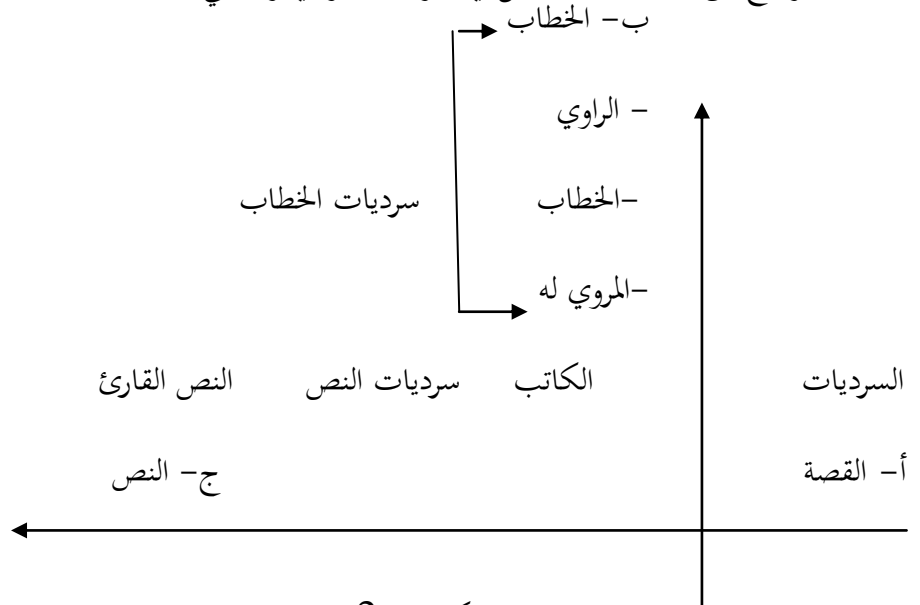 ب– الخطاب
– الراوي
–الخطاب سرديات الخطاب
–المروي له
السرديات الكاتب سرديات النص النص القارئ
أ– القصة ج– النص